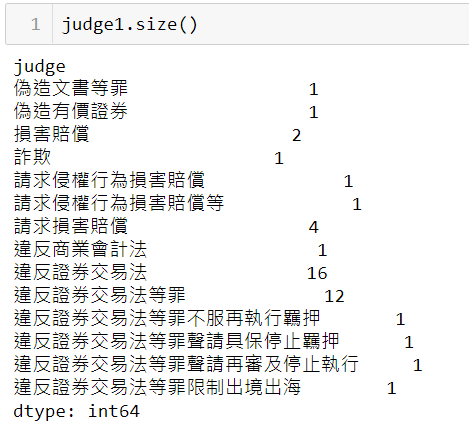 1 judge1.size()
judge
偽造文書等罪 1
偽造有價證券 1
損害賠償 2
詐欺 1
請求侵權行為損害賠償 1
請求侵權行為損害賠償等 1
請求損害賠償 4
違反商業會計法 1
違反證券交易法 16
違反證券交易法等罪 12
違反證券交易法等罪不服再執行羈押 1
違反證券交易法等罪聲請具保停止羈押 1
違反證券交易法等罪聲請再審及停止執行 1
違反證券交易法等罪限制出境出海 1
dtype: int64